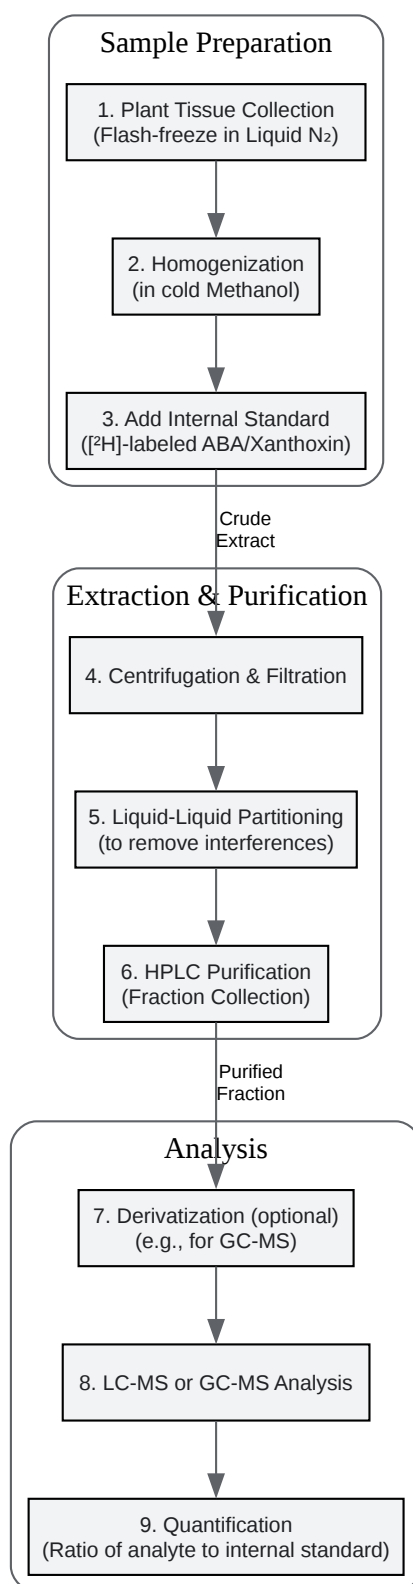 Sample Preparation
1. Plant Tissue Collection
(Flash-freeze in Liquid N₂)
2. Homogenization
(in cold Methanol)
3. Add Internal Standard
([²H]-labeled ABA/Xanthoxin)
Crude
Extract
Extraction & Purification
4. Centrifugation & Filtration
5. Liquid-Liquid Partitioning
(to remove interferences)
6. HPLC Purification
(Fraction Collection)
Purified
Fraction
Analysis
7. Derivatization (optional)
(e.g., for GC-MS)
8. LC-MS or GC-MS Analysis
9. Quantification
(Ratio of analyte to internal standard)